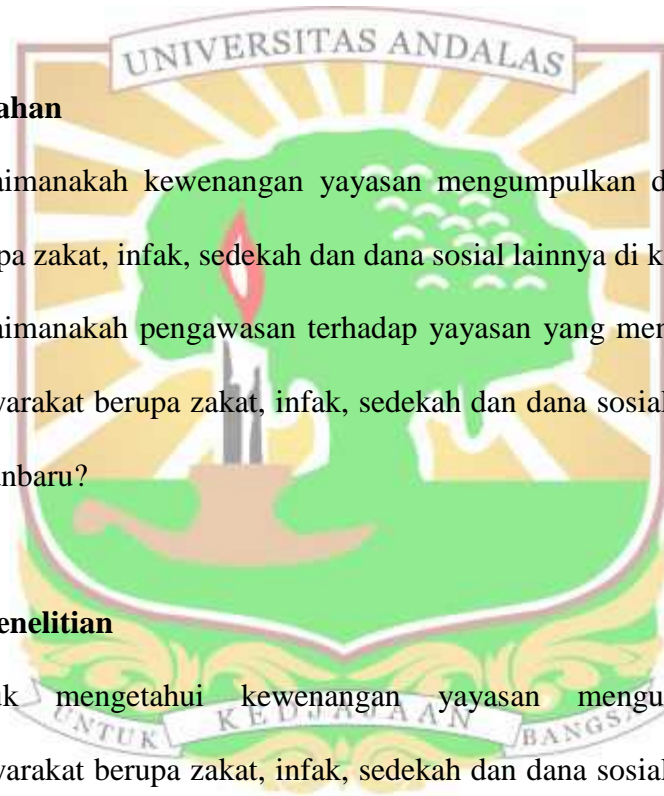 UNIVERSITAS ANDALAS
ahan
aimanakah kewenangan yayasan mengumpulkan d
pa zakat, infak, sedekah dan dana sosial lainnya di k
aimanakah pengawasan terhadap yayasan yang men
yarakat berupa zakat, infak, sedekah dan dana sosial
anbaru?
enelitian
uk mengetahui kewenangan yayasan mengu
UNTUK KEDJAJAAN BANGSA
yarakat berupa zakat, infak, sedekah dan dana sosial